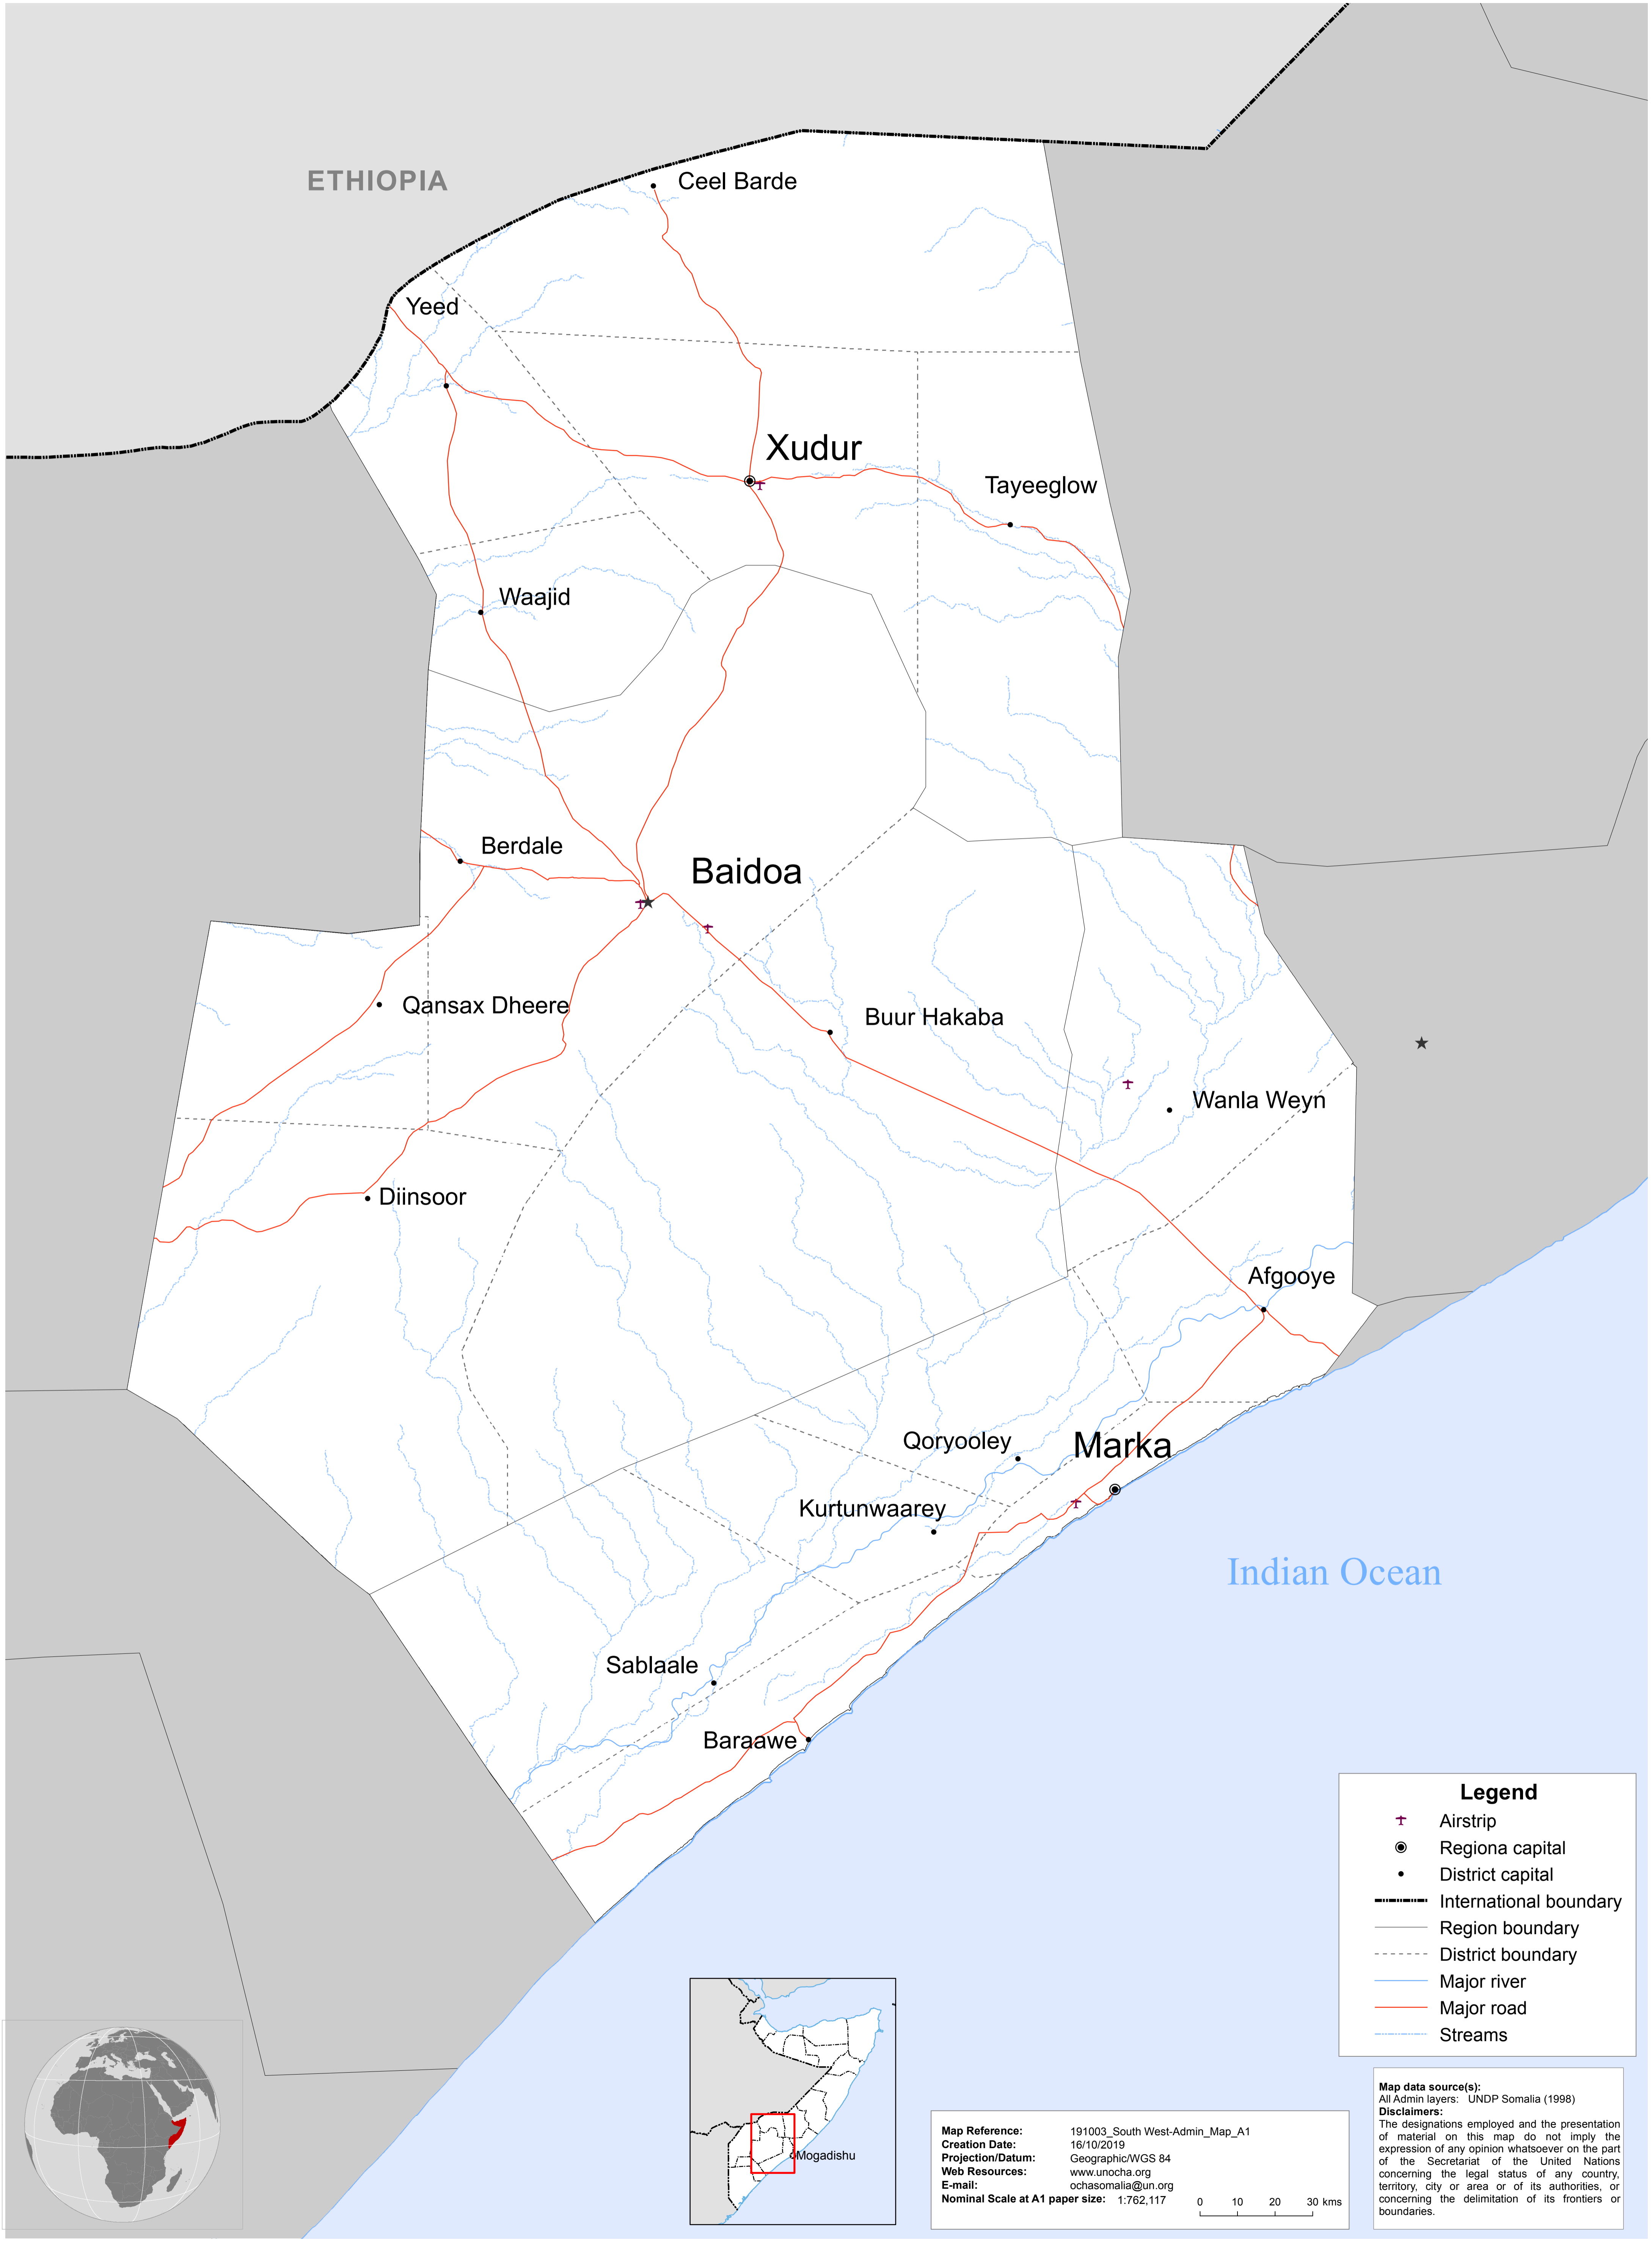 ETHIOPIA
Ceel Barde
Yeed
Xudur
Tayeeglow
Waajid
Berdale
Baidoa
Qansax Dheere
Buur Hakaba
Wanla Weyn
Diinsoor
Afgooye
Qoryooley
Marka
Kurtunwaarey
Indian Ocean
Sablaale
Baraawe
Legend
Airstrip
Regiona capital
District capital
International boundary
Region boundary
District boundary
Major river
Major road
Streams
Mogadishu
Map Reference: 191003_South West-Admin_Map_A1
Creation Date: 16/10/2019
Projection/Datum: Geographic/WGS 84
Web Resources: www.unocha.org
E-mail: ochasomalia@un.org
Nominal Scale at A1 paper size: 1:762,117
0 10 20 30 kms
Map data source(s):
All Admin layers: UNDP Somalia (1998)
Disclaimers:
The designations employed and the presentation
of material on this map do not imply the
expression of any opinion whatsoever on the part
of the Secretariat of the United Nations
concerning the legal status of any country,
territory, city or area or of its authorities, or
concerning the delimitation of its frontiers or
boundaries.